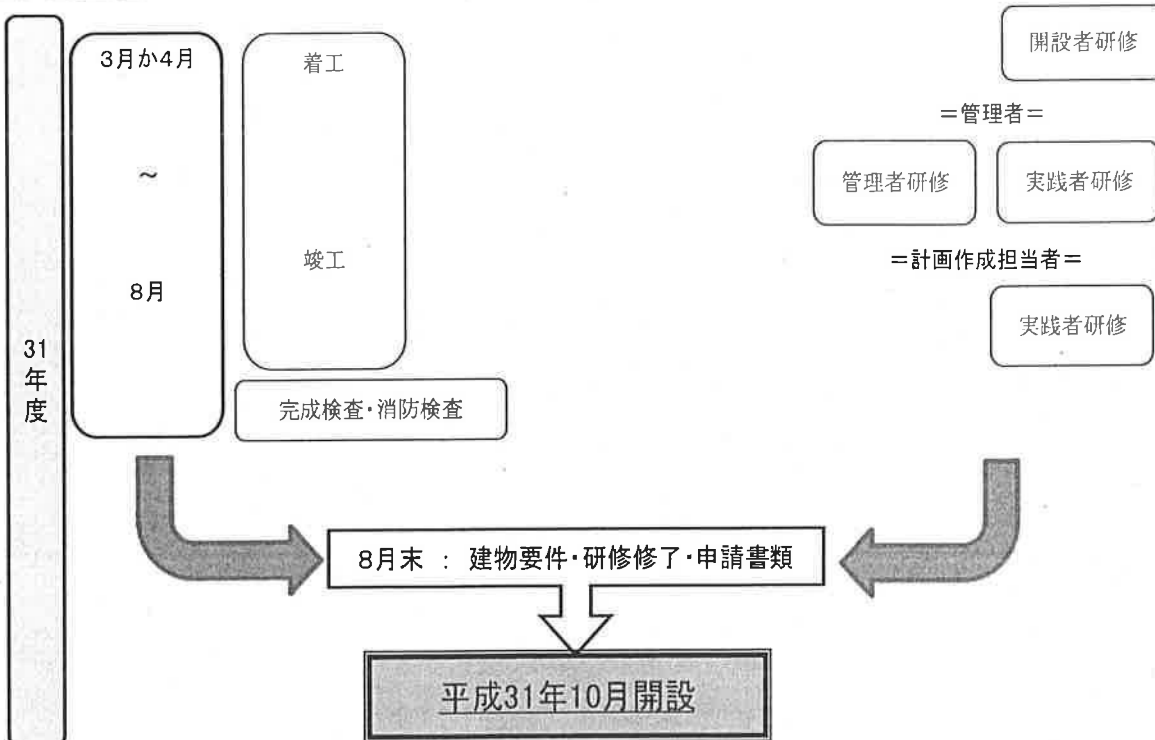 31年度
3月か4月
～
8月
着工
竣工
完成検査・消防検査
開設者研修
＝管理者＝
管理者研修
実践者研修
＝計画作成担当者＝
実践者研修
8月末 ： 建物要件・研修修了・申請書類
平成31年10月開設